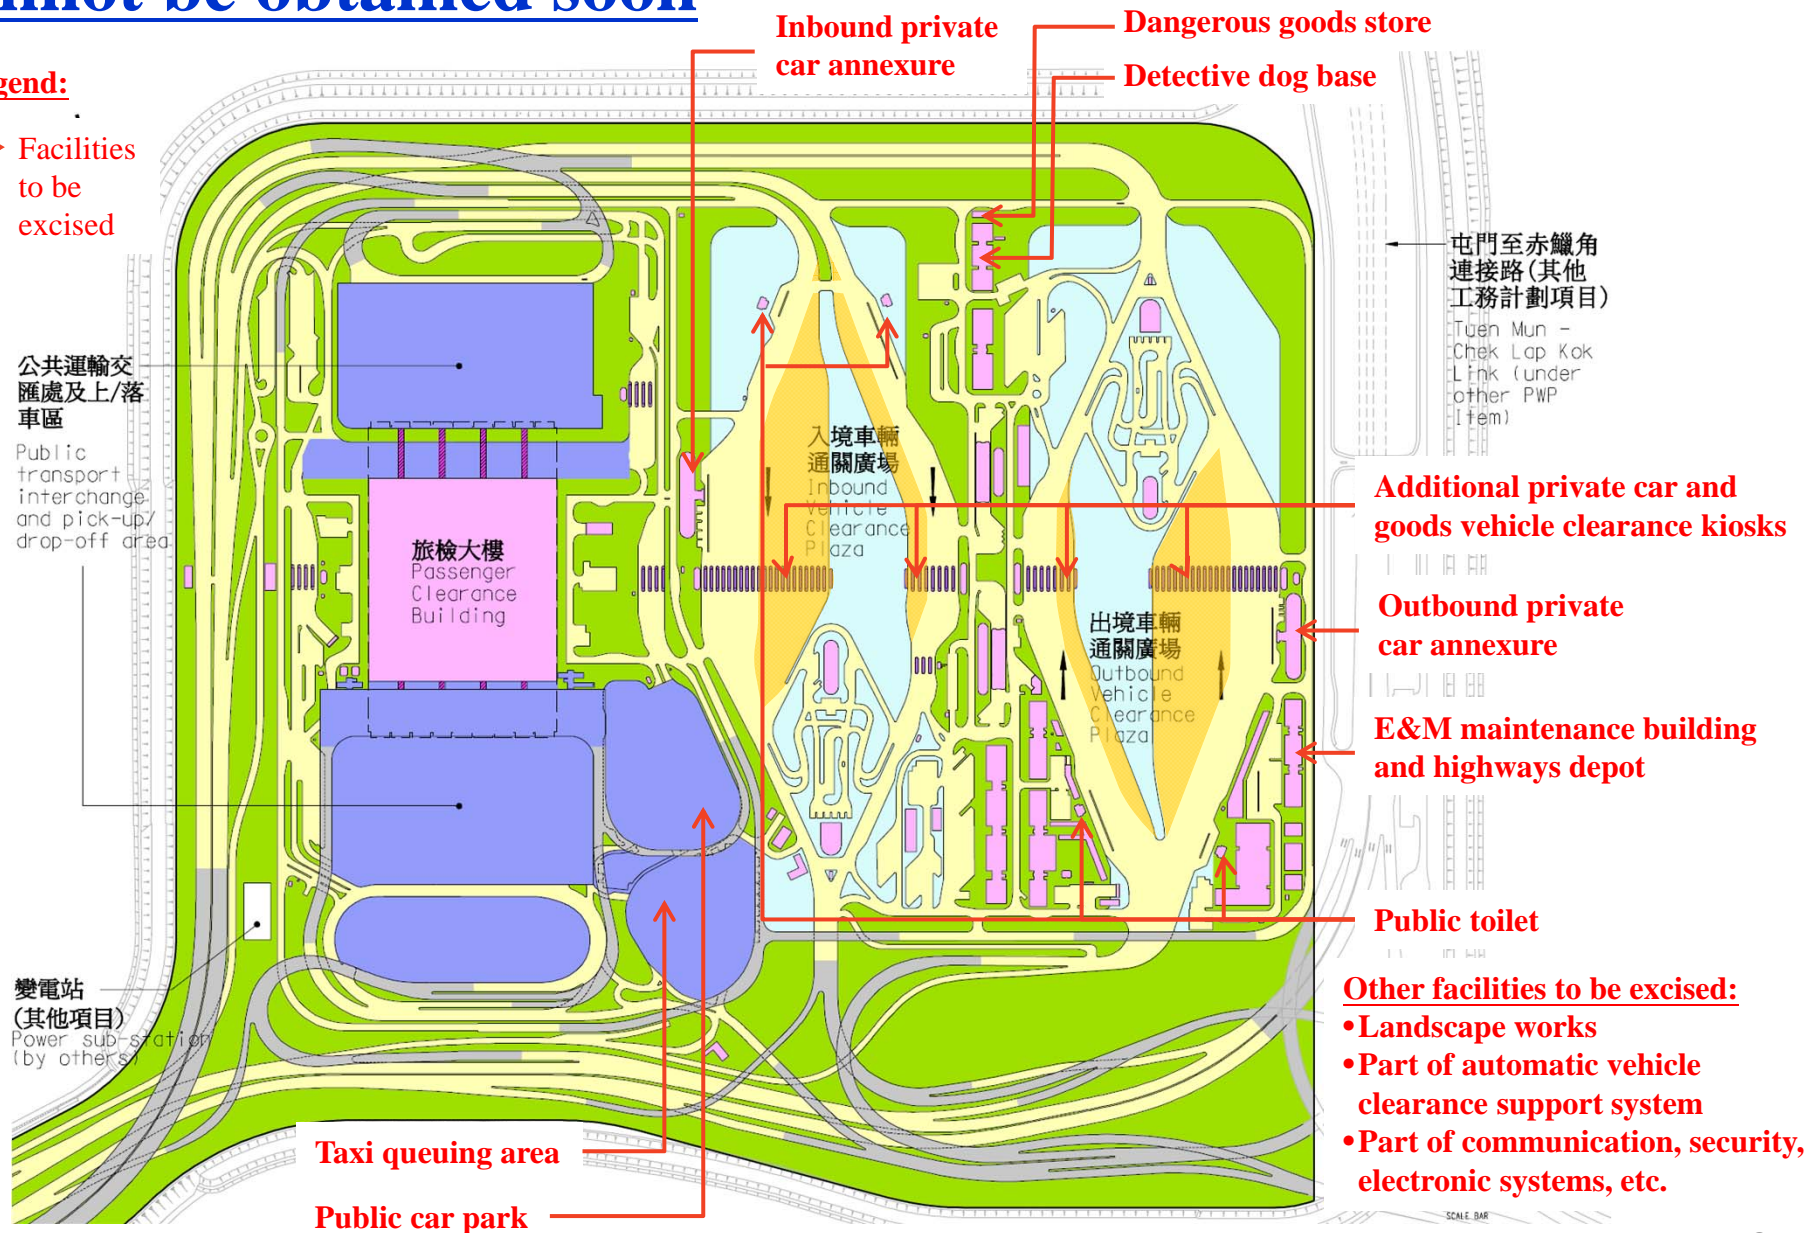 not be obtained soon
gend:
Facilities
to be
excised
Inbound private
car annexure
Dangerous goods store
Detective dog base
屯門至赤鱲角
連接路(其他
工務計劃項目)
Tuen Mun -
Chek Lap Kok
Link (under
other PWP
Item)
公共運輸交
匯處及上/落
車區
Public
transport
interchange
and pick-up/
drop-off area
入境車輛
通關廣場
Inbound
Vehicle
Clearance
Plaza
旅檢大樓
Passenger
Clearance
Building
出境車輛
通關廣場
Outbound
Vehicle
Clearance
Plaza
Additional private car and
goods vehicle clearance kiosks
Outbound private
car annexure
E&M maintenance building
and highways depot
Public toilet
變電站
(其他項目)
Power sub-station
(by others)
Other facilities to be excised:
•Landscape works
•Part of automatic vehicle
clearance support system
•Part of communication, security,
electronic systems, etc.
Taxi queuing area
Public car park
SCALE BAR